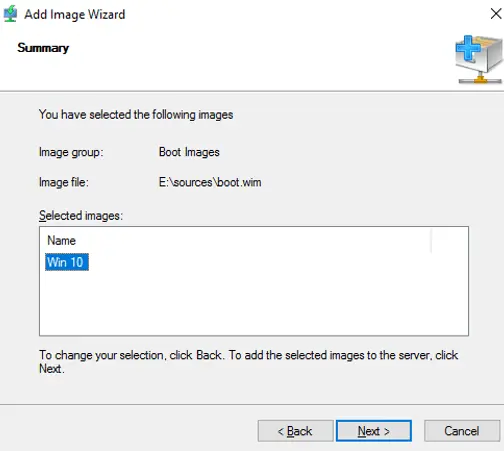 Add Image Wizard
Summary
You have selected the following images
Image group: Boot Images
Image file: E:\sources\boot.wim
Selected images:
Name
Win 10
To change your selection, click Back. To add the selected images to the server, click
Next.
< Back Next > Cancel